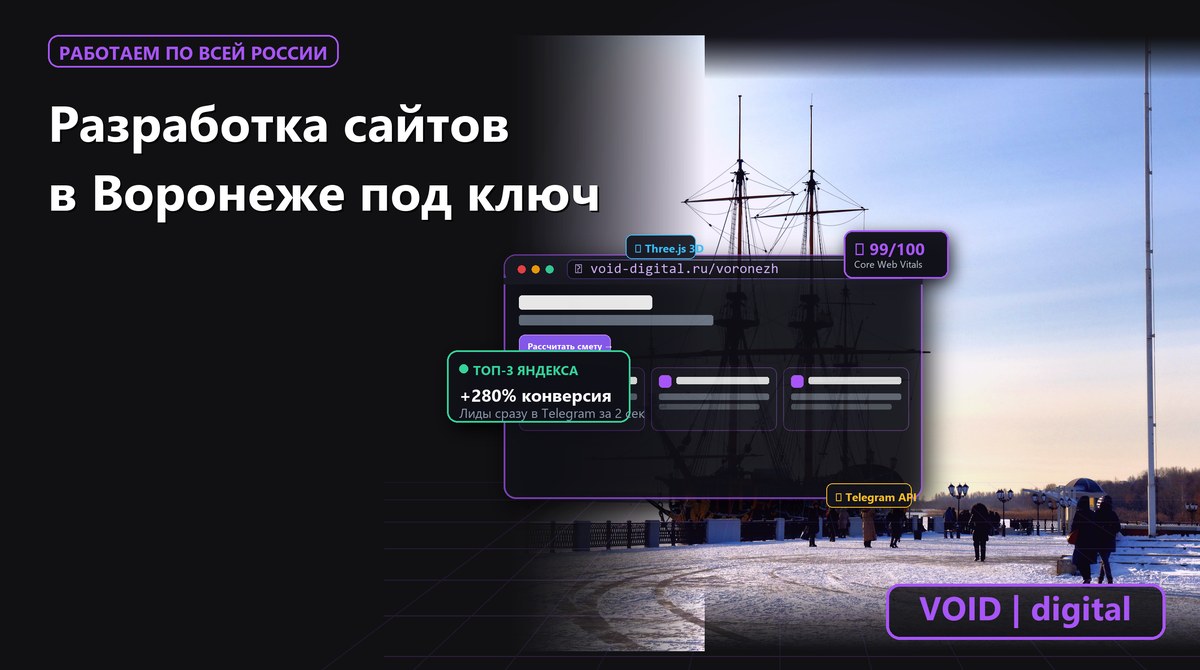 РАБОТАЕМ ПО ВСЕЙ РОССИИ
Разработка сайтов
в Воронеже под ключ
Three.js 3D
99/100
Core Web Vitals
void-digital.ru/voronezh
Рассчитать смету →
ТОП-3 ЯНДЕКСА
+280% конверсия
Лиды сразу в Telegram за 2 сек
Telegram API
VOID | digital